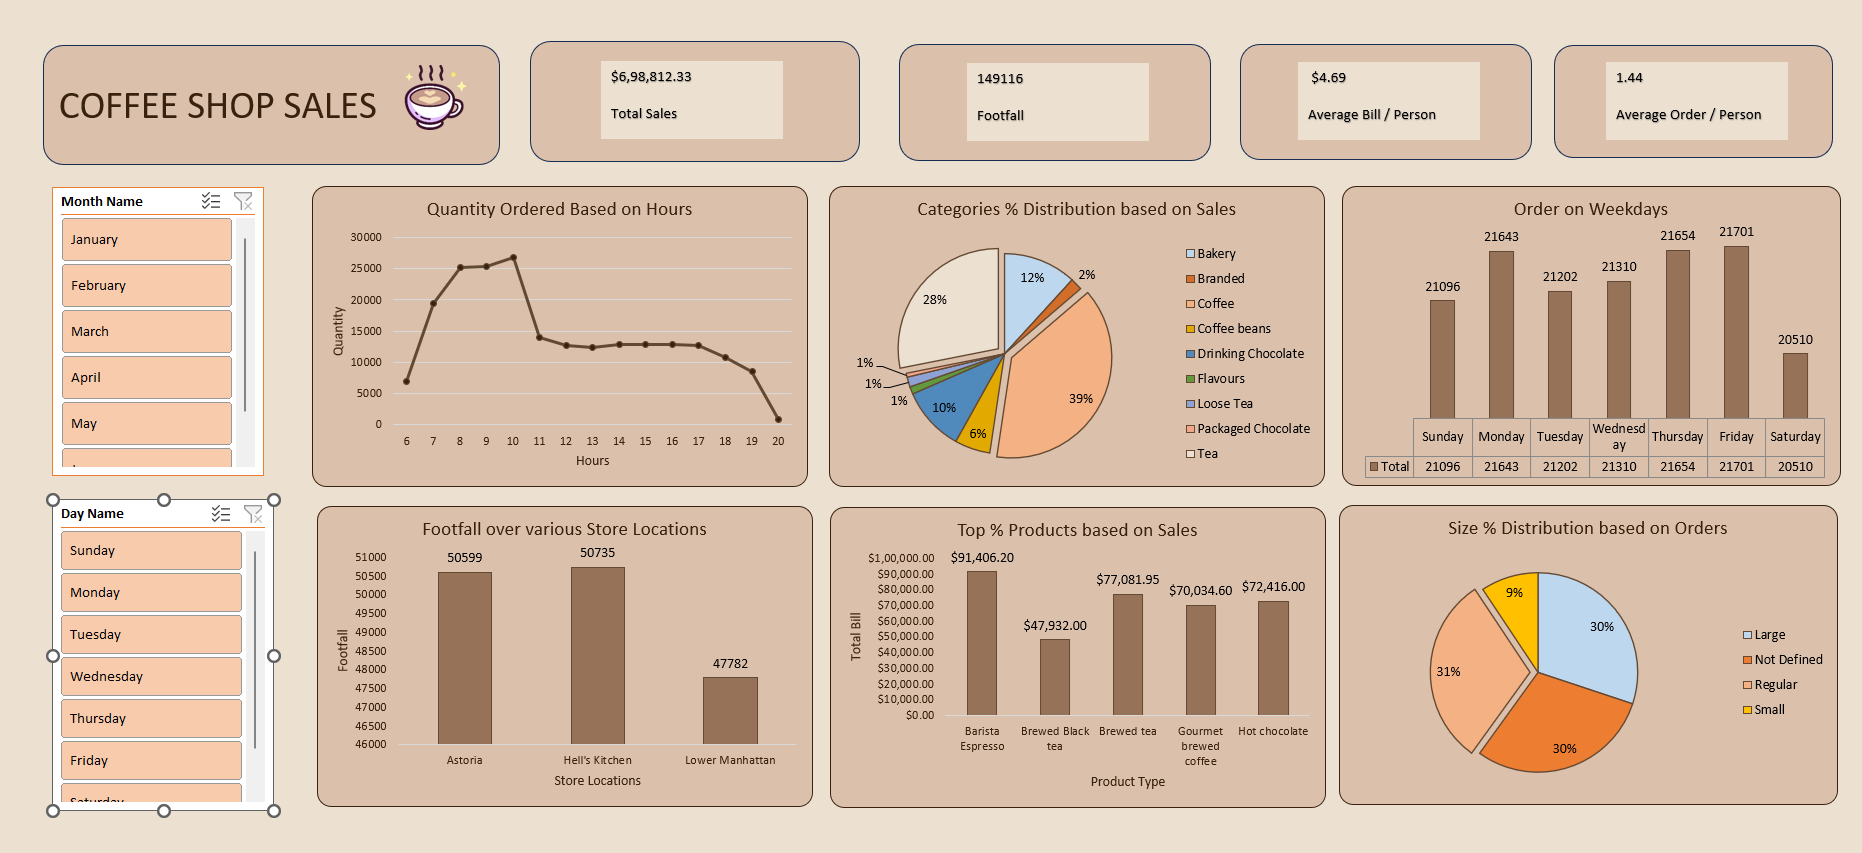 COFFEE SHOP SALES
$6,98,812.33
Total Sales
149116
Footfall
$4.69
Average Bill / Person
1.44
Average Order / Person
Month Name
January
February
March
April
May
Day Name
Sunday
Monday
Tuesday
Wednesday
Thursday
Friday
Saturday
Quantity Ordered Based on Hours
30000
25000
20000
15000
10000
5000
0
Quantity
6 7 8 9 10 11 12 13 14 15 16 17 18 19 20
Hours
Categories % Distribution based on Sales
12%
2%
39%
6%
10%
1%
1%
1%
28%
Bakery
Branded
Coffee
Coffee beans
Drinking Chocolate
Flavours
Loose Tea
Packaged Chocolate
Tea
Order on Weekdays
21096 21643 21202 21310 21654 21701 20510
Sunday Monday Tuesday Wednesd
ay Thursday Friday Saturday
Total 21096 21643 21202 21310 21654 21701 20510
Footfall over various Store Locations
51000
50500
50000
49500
49000
48500
48000
47500
47000
46500
46000
Footfall
50599 50735 47782
Astoria Hell's Kitchen Lower Manhattan
Store Locations
Top % Products based on Sales
$1,00,000.00
$90,000.00
$80,000.00
$70,000.00
$60,000.00
$50,000.00
$40,000.00
$30,000.00
$20,000.00
$10,000.00
$0.00
Total Bill
$91,406.20 $47,932.00 $77,081.95 $70,034.60 $72,416.00
Barista
Espresso
Brewed Black
tea
Brewed tea
Gourmet
brewed
coffee
Hot chocolate
Product Type
Size % Distribution based on Orders
30%
30%
31%
9%
Large
Not Defined
Regular
Small